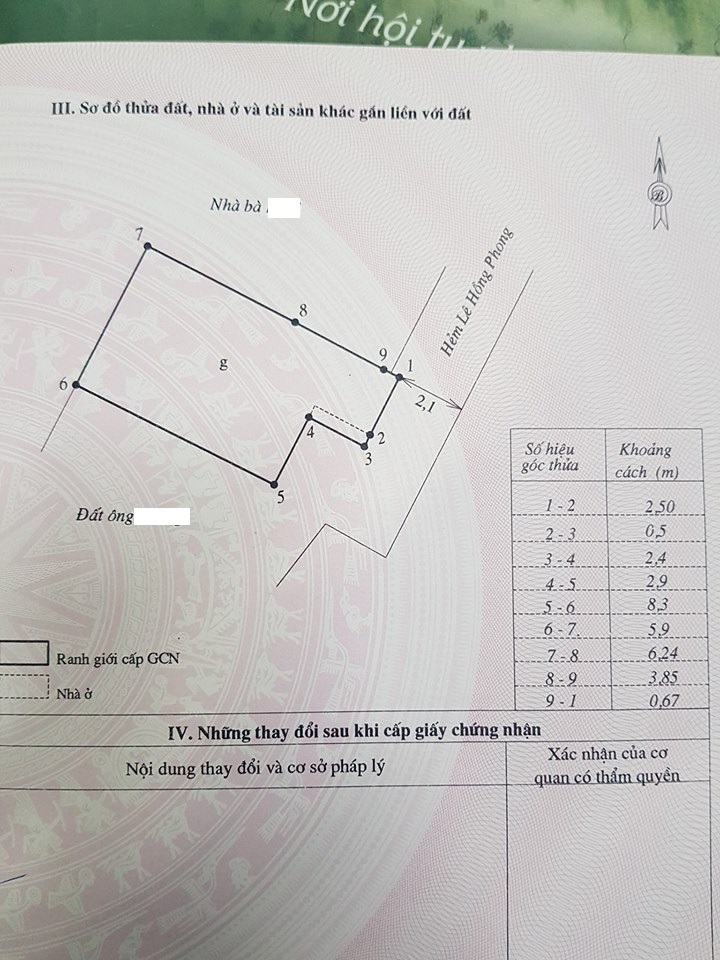 Nơi hội tụ
III. Sơ đồ thửa đất, nhà ở và tài sản khác gắn liền với đất
Nhà bà
B
Hẻm Lê Hồng Phong
7
8
9
1
g
6
2,1
4
2
3
5
Đất ông
Số hiệu góc thửa Khoảng cách (m)
1 - 2 2,50
2 - 3 0,5
3 - 4 2,4
4 - 5 2,9
5 - 6 8,3
6 - 7 5,9
7 - 8 6,24
8 - 9 3,85
9 - 1 0,67
Ranh giới cấp GCN
Nhà ở
IV. Những thay đổi sau khi cấp giấy chứng nhận
Nội dung thay đổi và cơ sở pháp lý
Xác nhận của cơ
quan có thẩm quyền